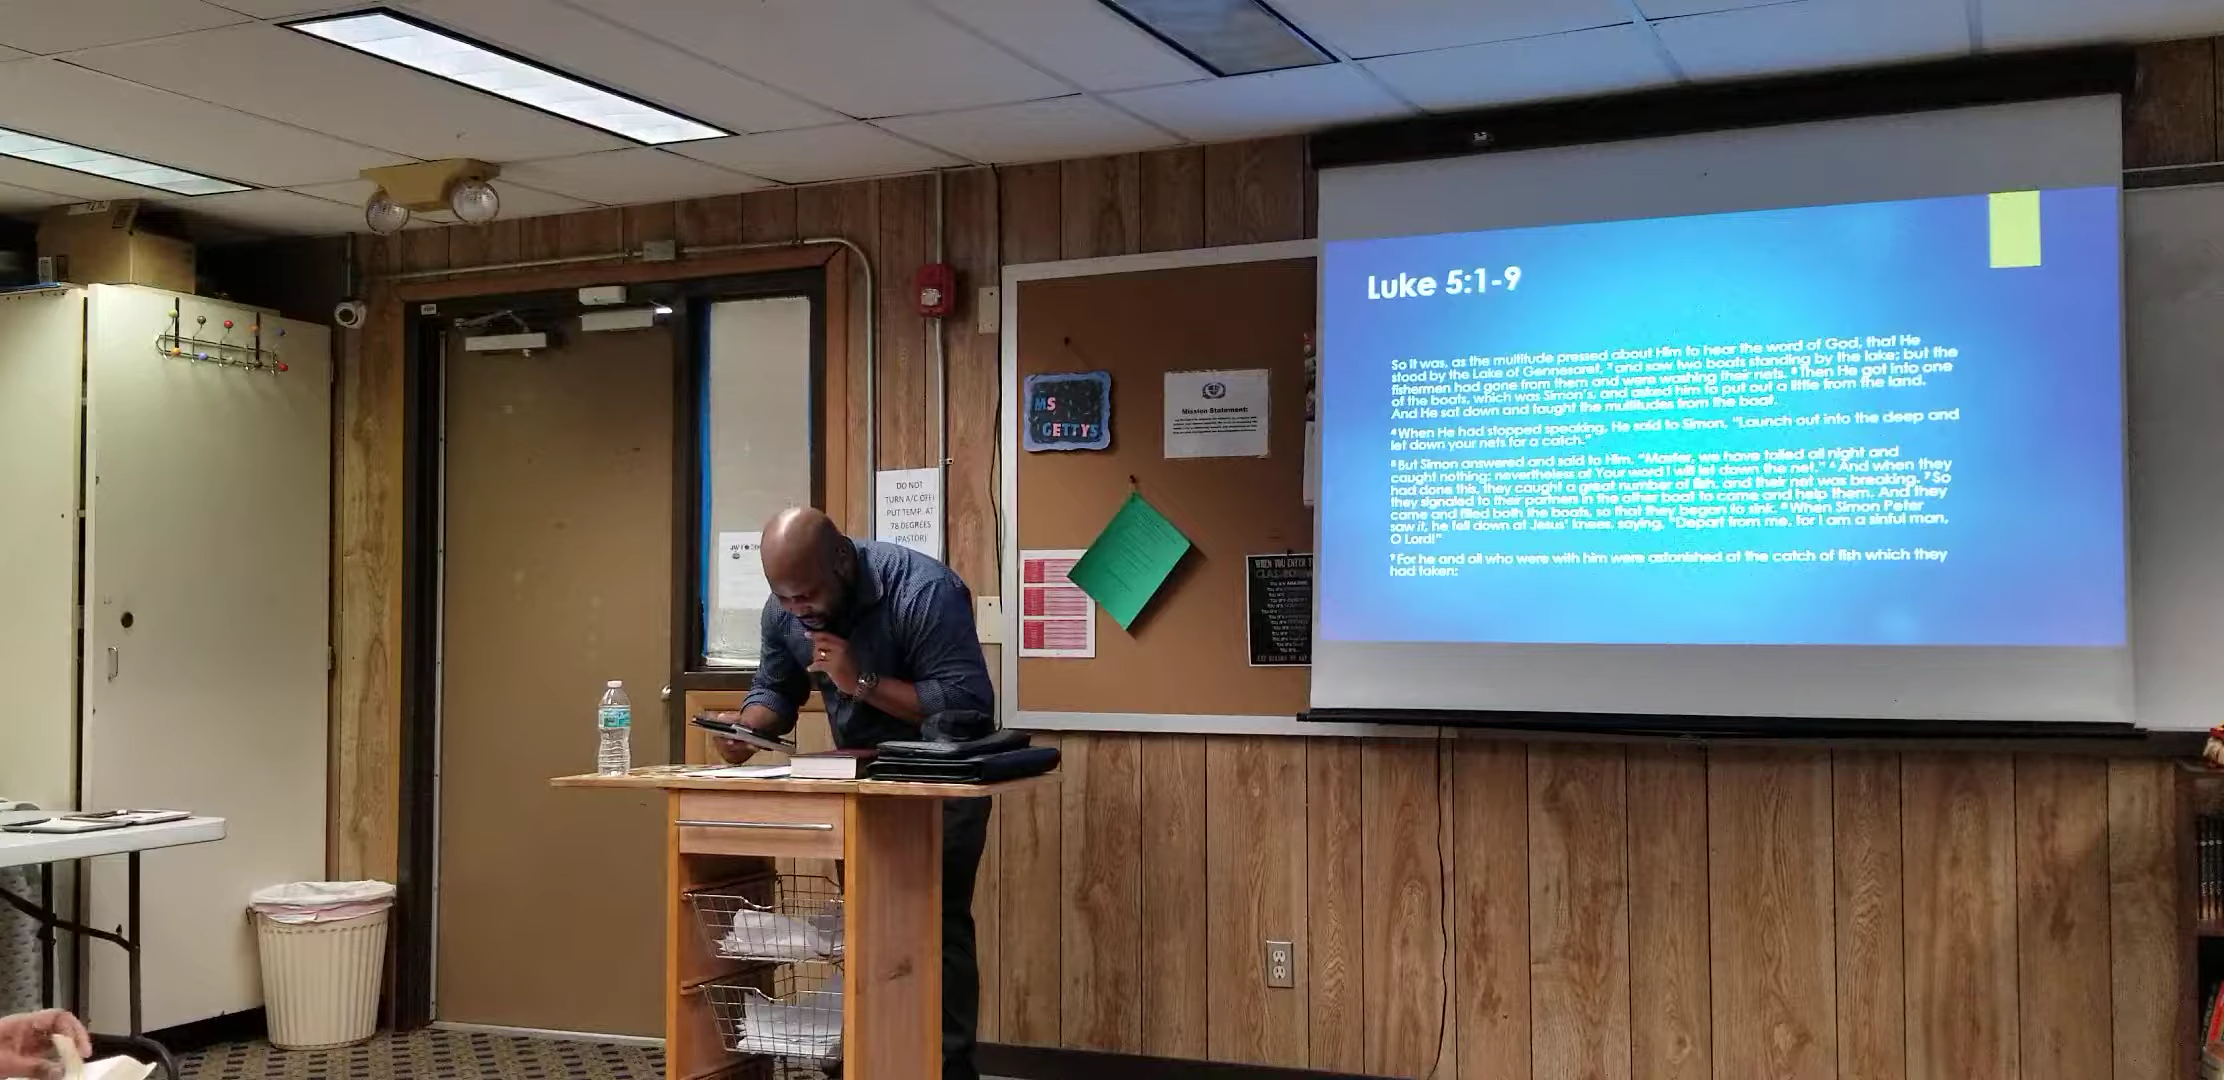 Luke 5:1-9
So it was, as the multitude pressed about Him to hear the word of God, that He
stood by the Lake of Gennesaret, ² and saw two boats standing by the lake; but the
fishermen had gone from them and were washing their nets. ³ Then He got into one
of the boats, which was Simon's, and asked him to put out a little from the land.
And He sat down and taught the multitudes from the boat.
⁴ When He had stopped speaking, He said to Simon, "Launch out into the deep and
let down your nets for a catch."
⁵ But Simon answered and said to Him, "Master, we have toiled all night and
caught nothing; nevertheless at Your word I will let down the net." ⁶ And when they
had done this, they caught a great number of fish, and their net was breaking. ⁷ So
they signaled to their partners in the other boat to come and help them. And they
came and filled both the boats, so that they began to sink. ⁸ When Simon Peter
saw it, he fell down at Jesus' knees, saying, "Depart from me, for I am a sinful man,
O Lord!"
⁹ For he and all who were with him were astonished at the catch of fish which they
had taken;
MS
GETTYS
Mission Statement:
DO NOT
TURN A/C OFF!
PUT TEMP. AT
78 DEGREES
(PASTOR)
WHEN YOU ENTER T